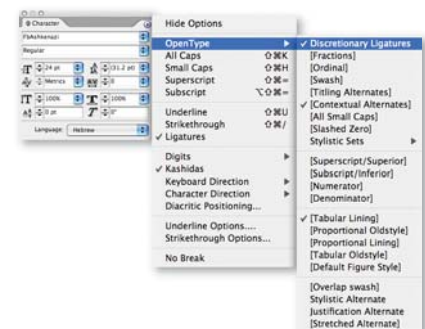 Character
FSAshkenazi
Regular
24 pt
(31.2 pt)
Metrics
0
100%
100%
0 pt
0°
Language: Hebrew
Hide Options
OpenType
All Caps ⇧⌘K
Small Caps ⇧⌘H
Superscript ⇧⌘=
Subscript ⌥⇧⌘=
Underline ⇧⌘U
Strikethrough ⇧⌘/
✓ Ligatures
Digits
✓ Kashidas
Keyboard Direction
Character Direction
Diacritic Positioning...
Underline Options....
Strikethrough Options...
No Break
✓ Discretionary Ligatures
[Fractions]
[Ordinal]
[Swash]
[Titling Alternates]
✓ [Contextual Alternates]
[All Small Caps]
[Slashed Zero]
Stylistic Sets
[Superscript/Superior]
[Subscript/Inferior]
[Numerator]
[Denominator]
✓ [Tabular Lining]
[Proportional Oldstyle]
[Proportional Lining]
[Tabular Oldstyle]
[Default Figure Style]
[Overlap swash]
Stylistic Alternate
Justification Alternate
[Stretched Alternate]